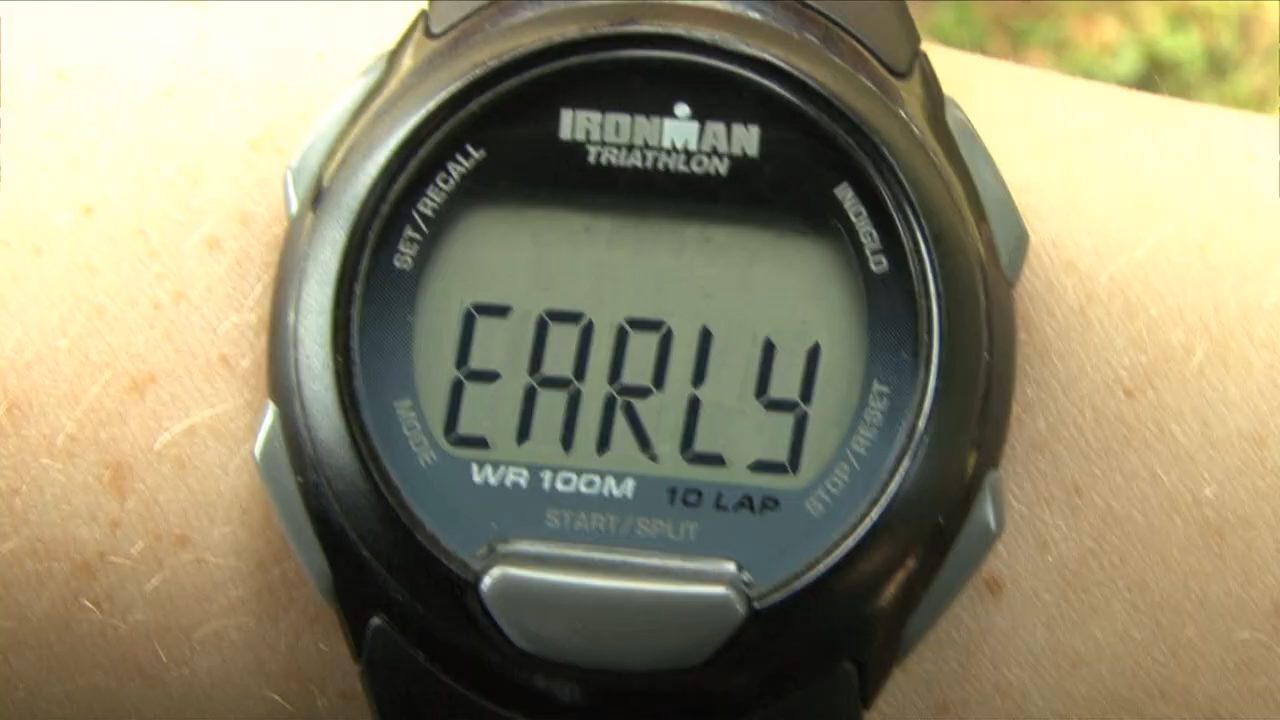 IRONMAN
TRIATHLON
SET/RECALL
INDIGLO
EARLY
MODE
STOP/RESET
WR 100M
10 LAP
START/SPLIT